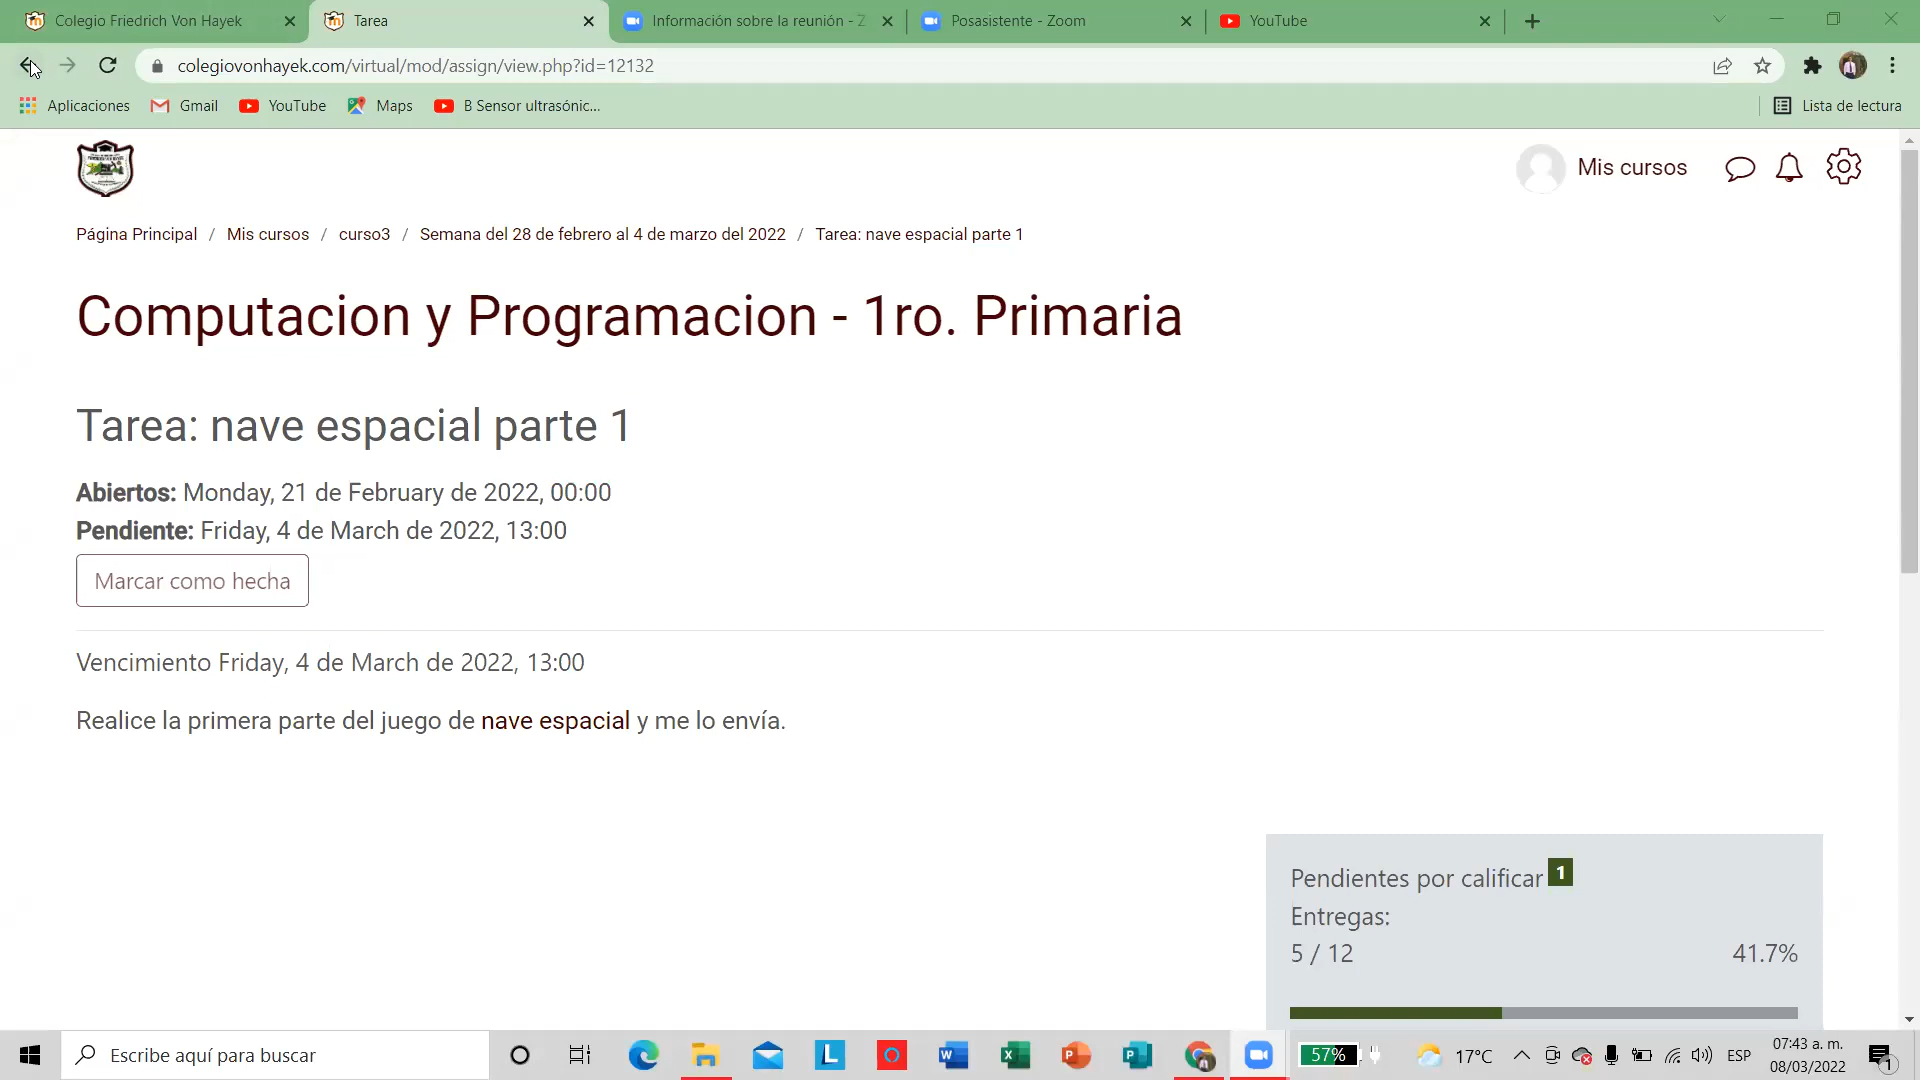 Colegio Friedrich Von Hayek
Tarea
Información sobre la reunión - Z
Posasistente - Zoom
YouTube
colegiovonhayek.com/virtual/mod/assign/view.php?id=12132
Aplicaciones
Gmail
YouTube
Maps
B Sensor ultrasónic...
Lista de lectura
Mis cursos
Página Principal / Mis cursos / curso3 / Semana del 28 de febrero al 4 de marzo del 2022 / Tarea: nave espacial parte 1
Computacion y Programacion - 1ro. Primaria
Tarea: nave espacial parte 1
Abiertos: Monday, 21 de February de 2022, 00:00
Pendiente: Friday, 4 de March de 2022, 13:00
Marcar como hecha
Vencimiento Friday, 4 de March de 2022, 13:00
Realice la primera parte del juego de nave espacial y me lo envía.
Pendientes por calificar 1
Entregas:
5 / 12 41.7%
Escribe aquí para buscar
57%
17°C
ESP
07:43 a. m.
08/03/2022
1